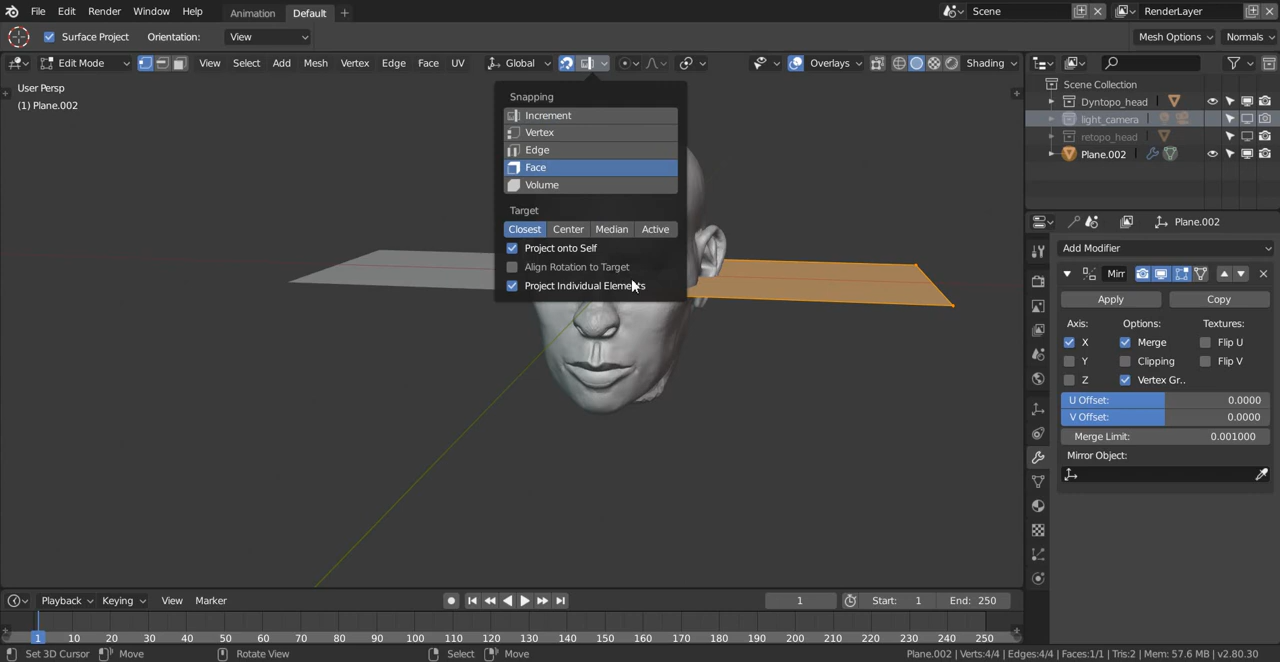 File Edit Render Window Help Animation Default + Scene RenderLayer
Surface Project Orientation: View Mesh Options Normals
Edit Mode View Select Add Mesh Vertex Edge Face UV Global Overlays Shading
User Persp
(1) Plane.002
Snapping
Increment
Vertex
Edge
Face
Volume
Target
Closest Center Median Active
Project onto Self
Align Rotation to Target
Project Individual Elements
Scene Collection
Dyntopo_head
light_camera
retopo_head
Plane.002
Plane.002
Add Modifier
Mirr
Apply Copy
Axis: Options: Textures:
X Merge Flip U
Y Clipping Flip V
Z Vertex Gr..
U Offset: 0.0000
V Offset: 0.0000
Merge Limit: 0.001000
Mirror Object:
Playback Keying View Marker 1 Start: 1 End: 250
1 10 20 30 40 50 60 70 80 90 100 110 120 130 140 150 160 170 180 190 200 210 220 230 240 250
Set 3D Cursor Move Rotate View Select Move Plane.002 | Verts:4/4 | Edges:4/4 | Faces:1/1 | Tris:2 | Mem: 57.6 MB | v2.80.30